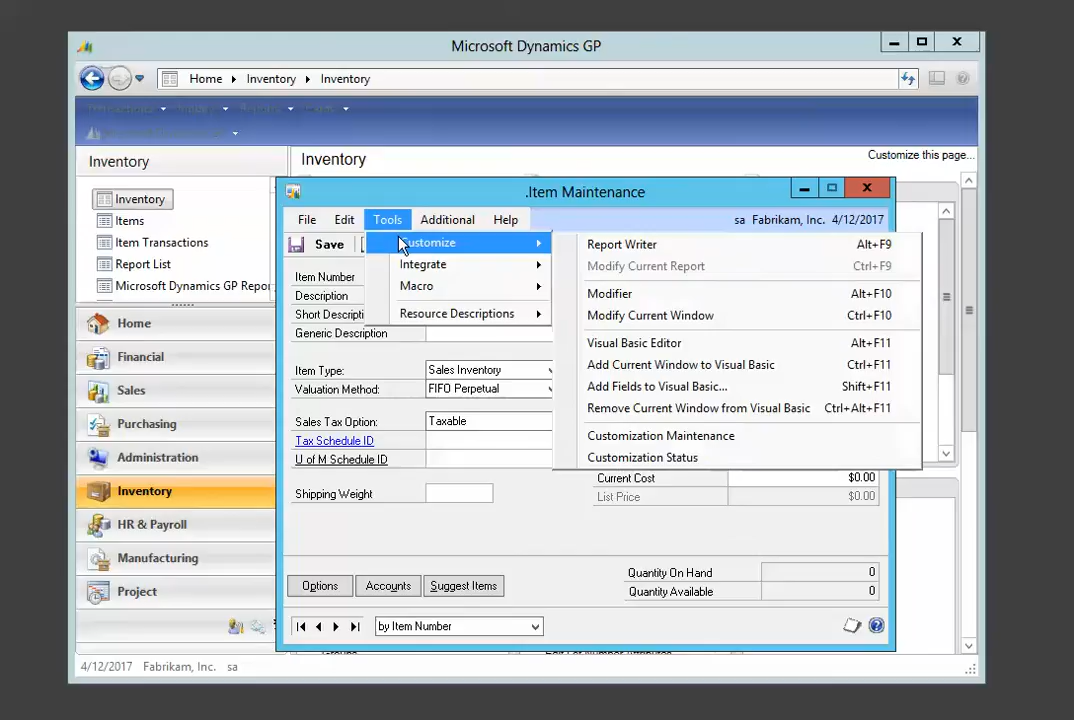 Microsoft Dynamics GP
Home Inventory Inventory
Inventory
Inventory
Customize this page...
Inventory
Items
Item Transactions
Report List
Microsoft Dynamics GP Repor
Home
Financial
Sales
Purchasing
Administration
Inventory
HR & Payroll
Manufacturing
Project
.Item Maintenance
File Edit Tools Additional Help
sa Fabrikam, Inc. 4/12/2017
Save
Customize
Integrate
Macro
Resource Descriptions
Report Writer Alt+F9
Modify Current Report Ctrl+F9
Modifier Alt+F10
Modify Current Window Ctrl+F10
Visual Basic Editor Alt+F11
Add Current Window to Visual Basic Ctrl+F11
Add Fields to Visual Basic... Shift+F11
Remove Current Window from Visual Basic Ctrl+Alt+F11
Customization Maintenance
Customization Status
Item Number
Description
Short Descripti
Generic Description
Item Type: Sales Inventory
Valuation Method: FIFO Perpetual
Sales Tax Option: Taxable
Tax Schedule ID
U of M Schedule ID
Shipping Weight
Current Cost $0.00
List Price $0.00
Options Accounts Suggest Items
Quantity On Hand 0
Quantity Available 0
by Item Number
4/12/2017 Fabrikam, Inc. sa